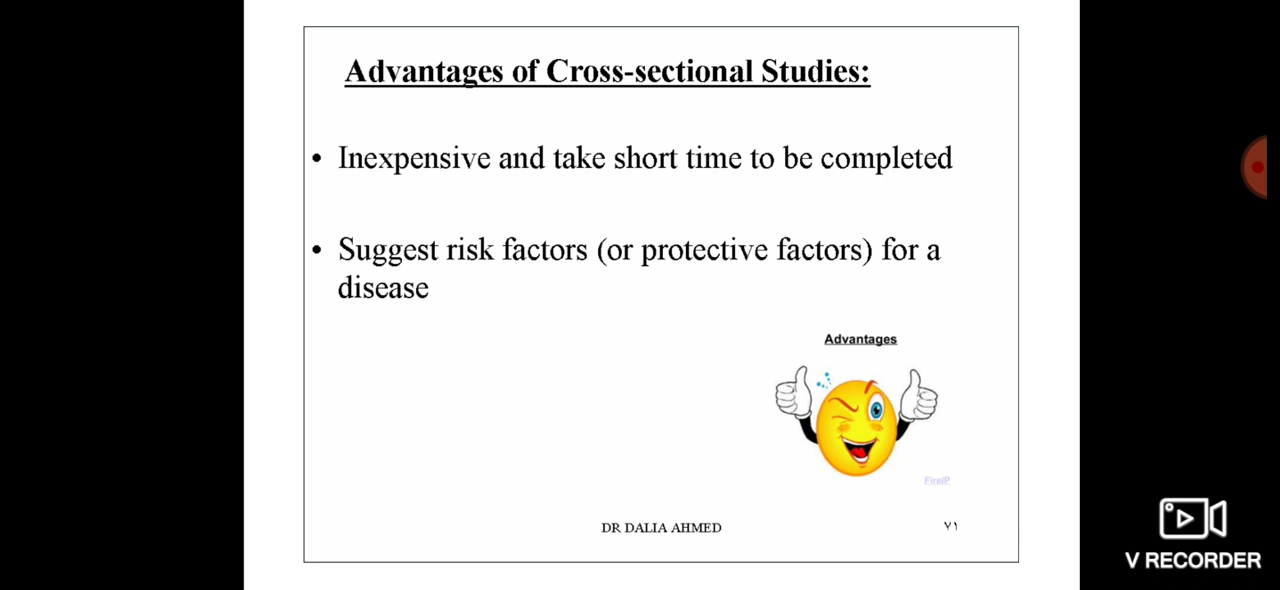 Advantages of Cross-sectional Studies:
• Inexpensive and take short time to be completed
• Suggest risk factors (or protective factors) for a
disease
Advantages
FireIP
DR DALIA AHMED
٧١
V RECORDER